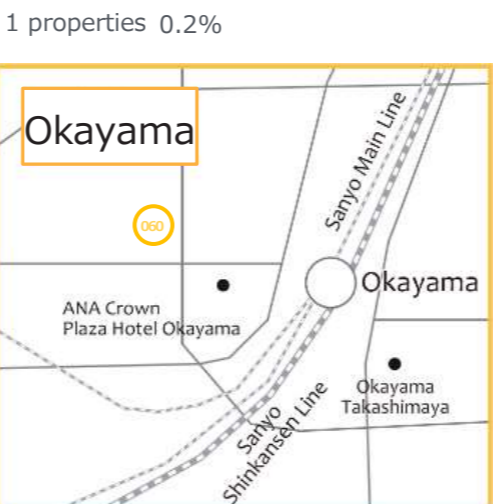 1 properties 0.2%
Okayama
Sanyo Main Line
060
Okayama
ANA Crown
Plaza Hotel Okayama
Okayama
Takashimaya
Sanyo
Shinkansen Line